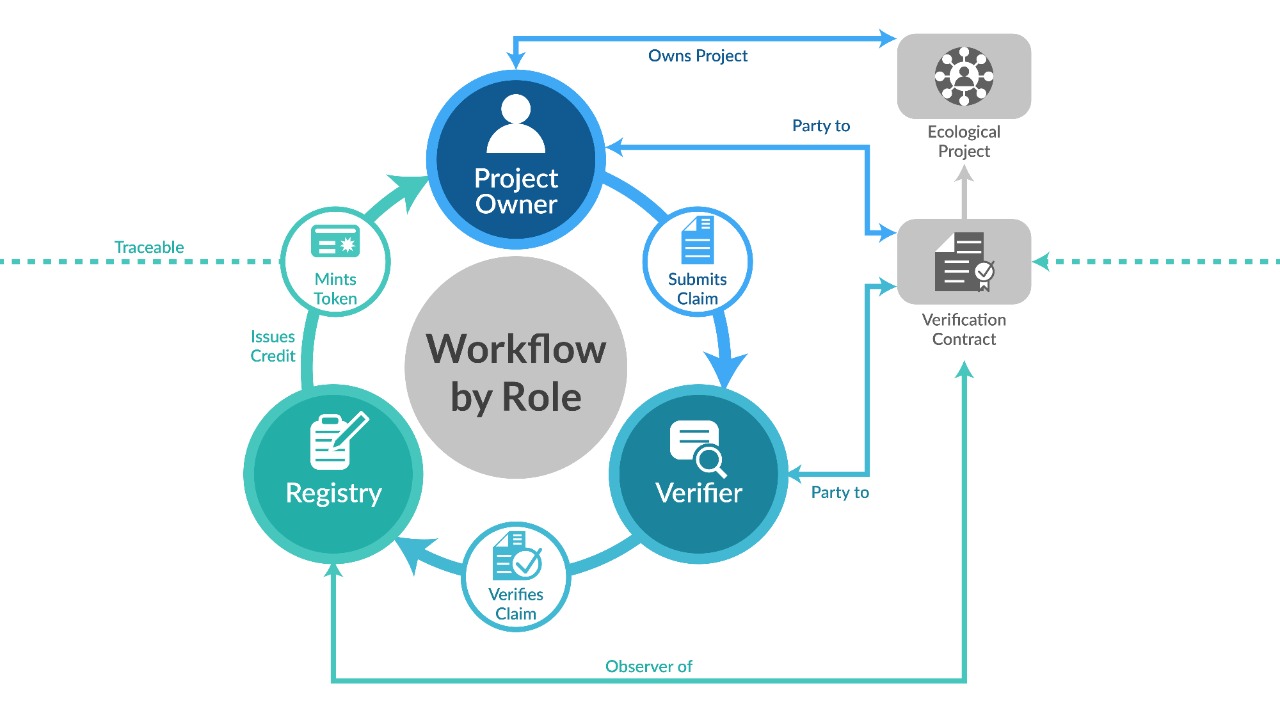 Owns Project
Ecological
Project
Party to
Project
Owner
Traceable
Mints
Token
Submits
Claim
Verification
Contract
Issues
Credit
Workflow
by Role
Registry
Verifier
Party to
Verifies
Claim
Observer of